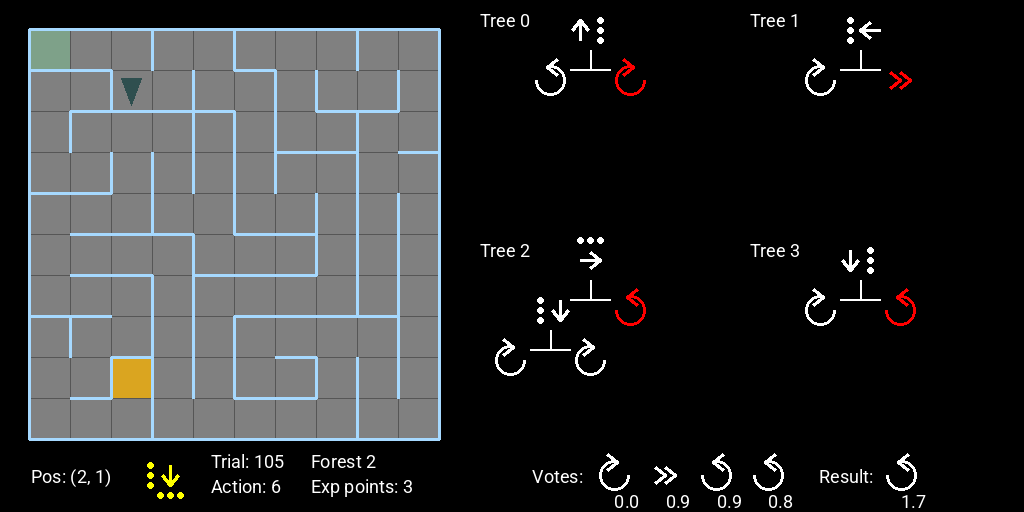 Tree 0
Tree 1
Tree 2
Tree 3
Pos: (2, 1)
Trial: 105
Forest 2
Action: 6
Exp points: 3
Votes:
0.0
0.9
0.9
0.8
Result:
1.7